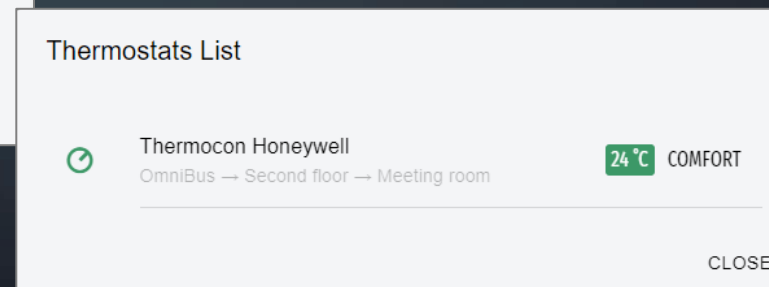 Thermostats List
Thermocon Honeywell
24 °C COMFORT
OmniBus → Second floor → Meeting room
CLOSE